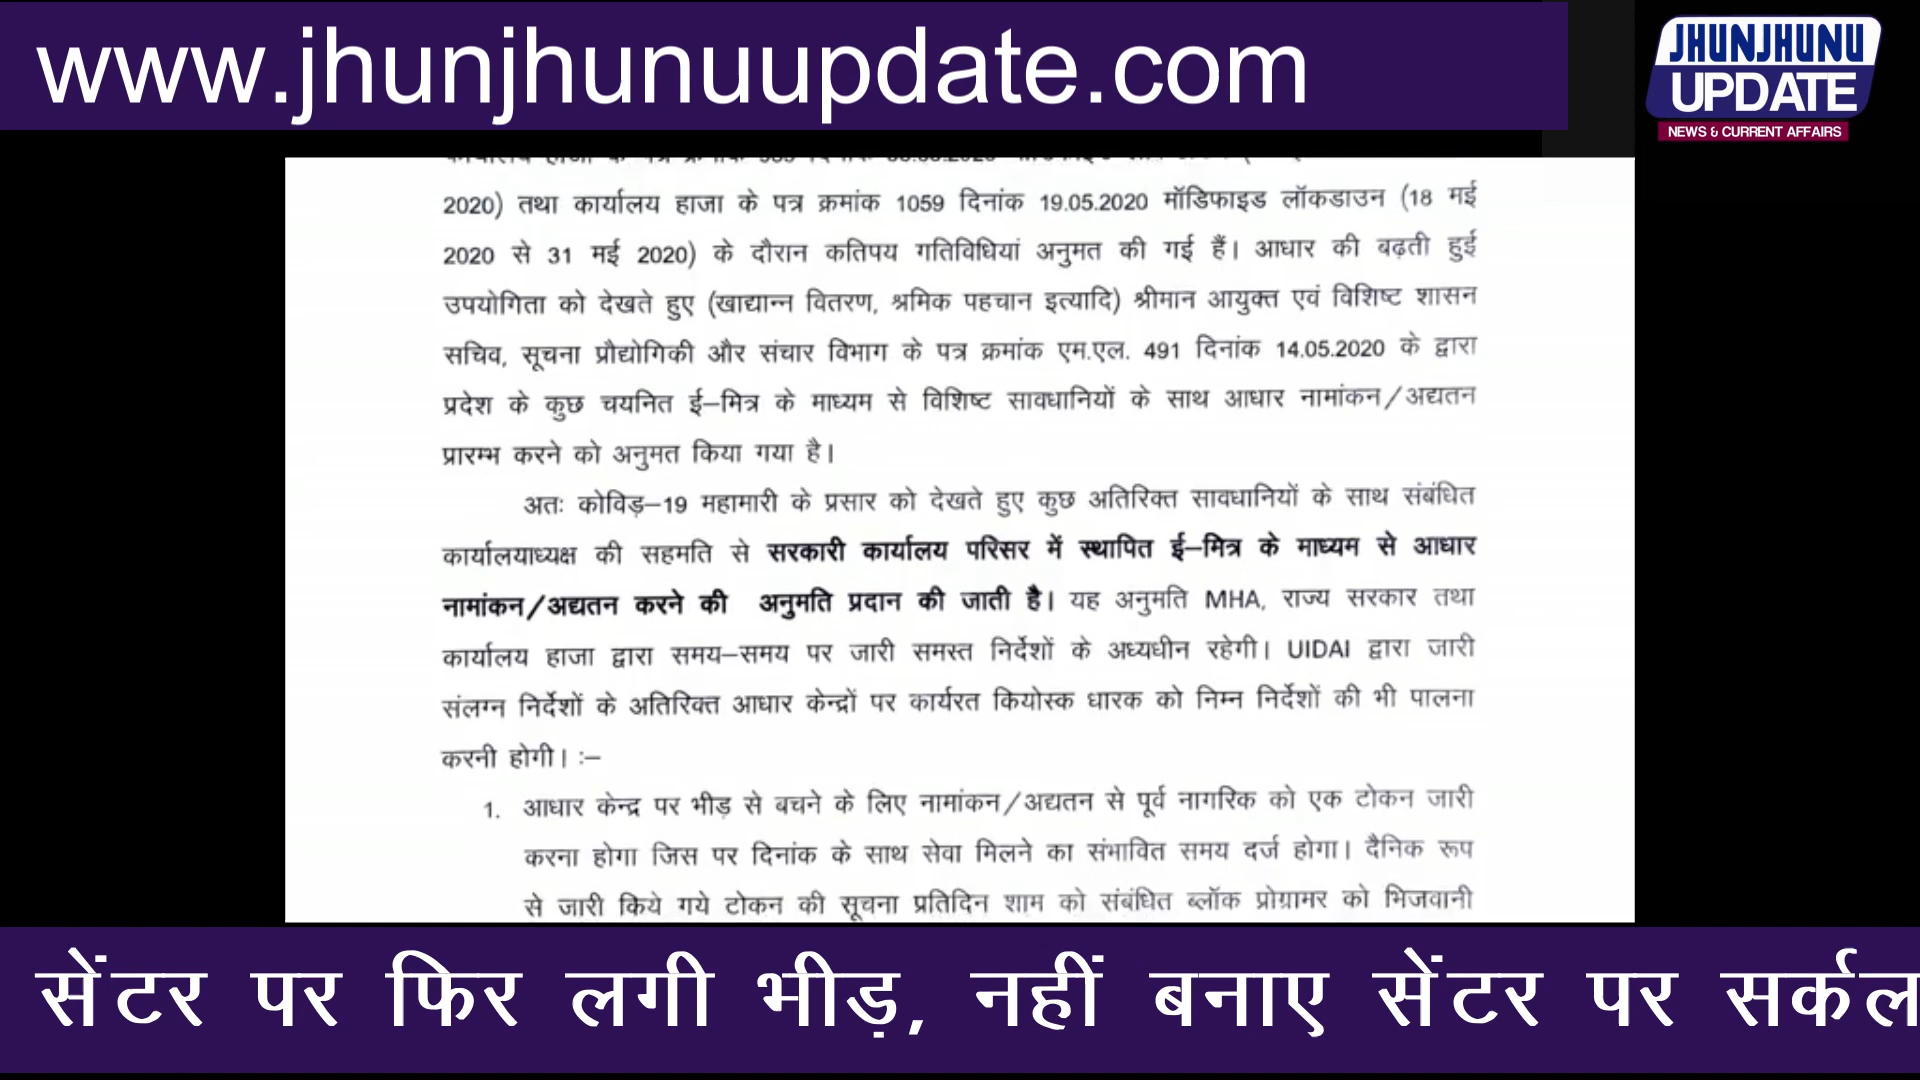 www.jhunjhunuupdate.com
JHUNJHUNU
UPDATE
NEWS & CURRENT AFFAIRS
2020) तथा कार्यालय हाजा के पत्र क्रमांक 1059 दिनांक 19.05.2020 मॉडिफाइड लॉकडाउन (18 मई
2020 से 31 मई 2020) के दौरान कतिपय गतिविधियां अनुमत की गई हैं। आधार की बढ़ती हुई
उपयोगिता को देखते हुए (खाद्यान्न वितरण, श्रमिक पहचान इत्यादि) श्रीमान आयुक्त एवं विशिष्ट शासन
सचिव, सूचना प्रौद्योगिकी और संचार विभाग के पत्र क्रमांक एम.एल. 491 दिनांक 14.05.2020 के द्वारा
प्रदेश के कुछ चयनित ई–मित्र के माध्यम से विशिष्ट सावधानियों के साथ आधार नामांकन/अद्यतन
प्रारम्भ करने को अनुमत किया गया है।
अतः कोविड़–19 महामारी के प्रसार को देखते हुए कुछ अतिरिक्त सावधानियों के साथ संबंधित
कार्यालयाध्यक्ष की सहमति से सरकारी कार्यालय परिसर में स्थापित ई–मित्र के माध्यम से आधार
नामांकन/अद्यतन करने की अनुमति प्रदान की जाती है। यह अनुमति MHA, राज्य सरकार तथा
कार्यालय हाजा द्वारा समय–समय पर जारी समस्त निर्देशों के अध्यधीन रहेगी। UIDAI द्वारा जारी
संलग्न निर्देशों के अतिरिक्त आधार केन्द्रों पर कार्यरत कियोस्क धारक को निम्न निर्देशों की भी पालना
करनी होगी। :–
1. आधार केन्द्र पर भीड़ से बचने के लिए नामांकन/अद्यतन से पूर्व नागरिक को एक टोकन जारी
करना होगा जिस पर दिनांक के साथ सेवा मिलने का संभावित समय दर्ज होगा। दैनिक रूप
से जारी किये गये टोकन की सूचना प्रतिदिन शाम को संबंधित ब्लॉक प्रोग्रामर को भिजवानी
सेंटर पर फिर लगी भीड़, नहीं बनाए सेंटर पर सर्कल